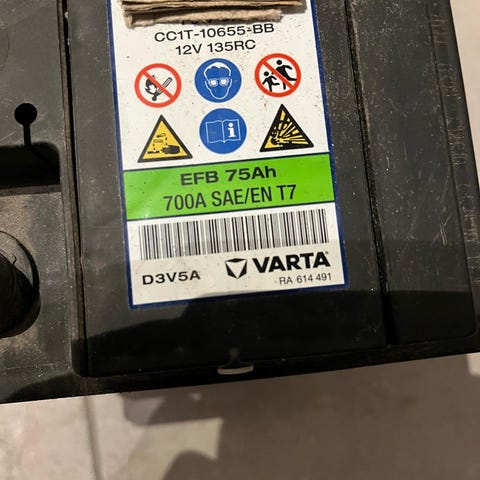 CC1T-10655-BB
12V 135RC
EFB 75Ah
700A SAE/EN T7
D3V5A
VARTA
RA 614 491